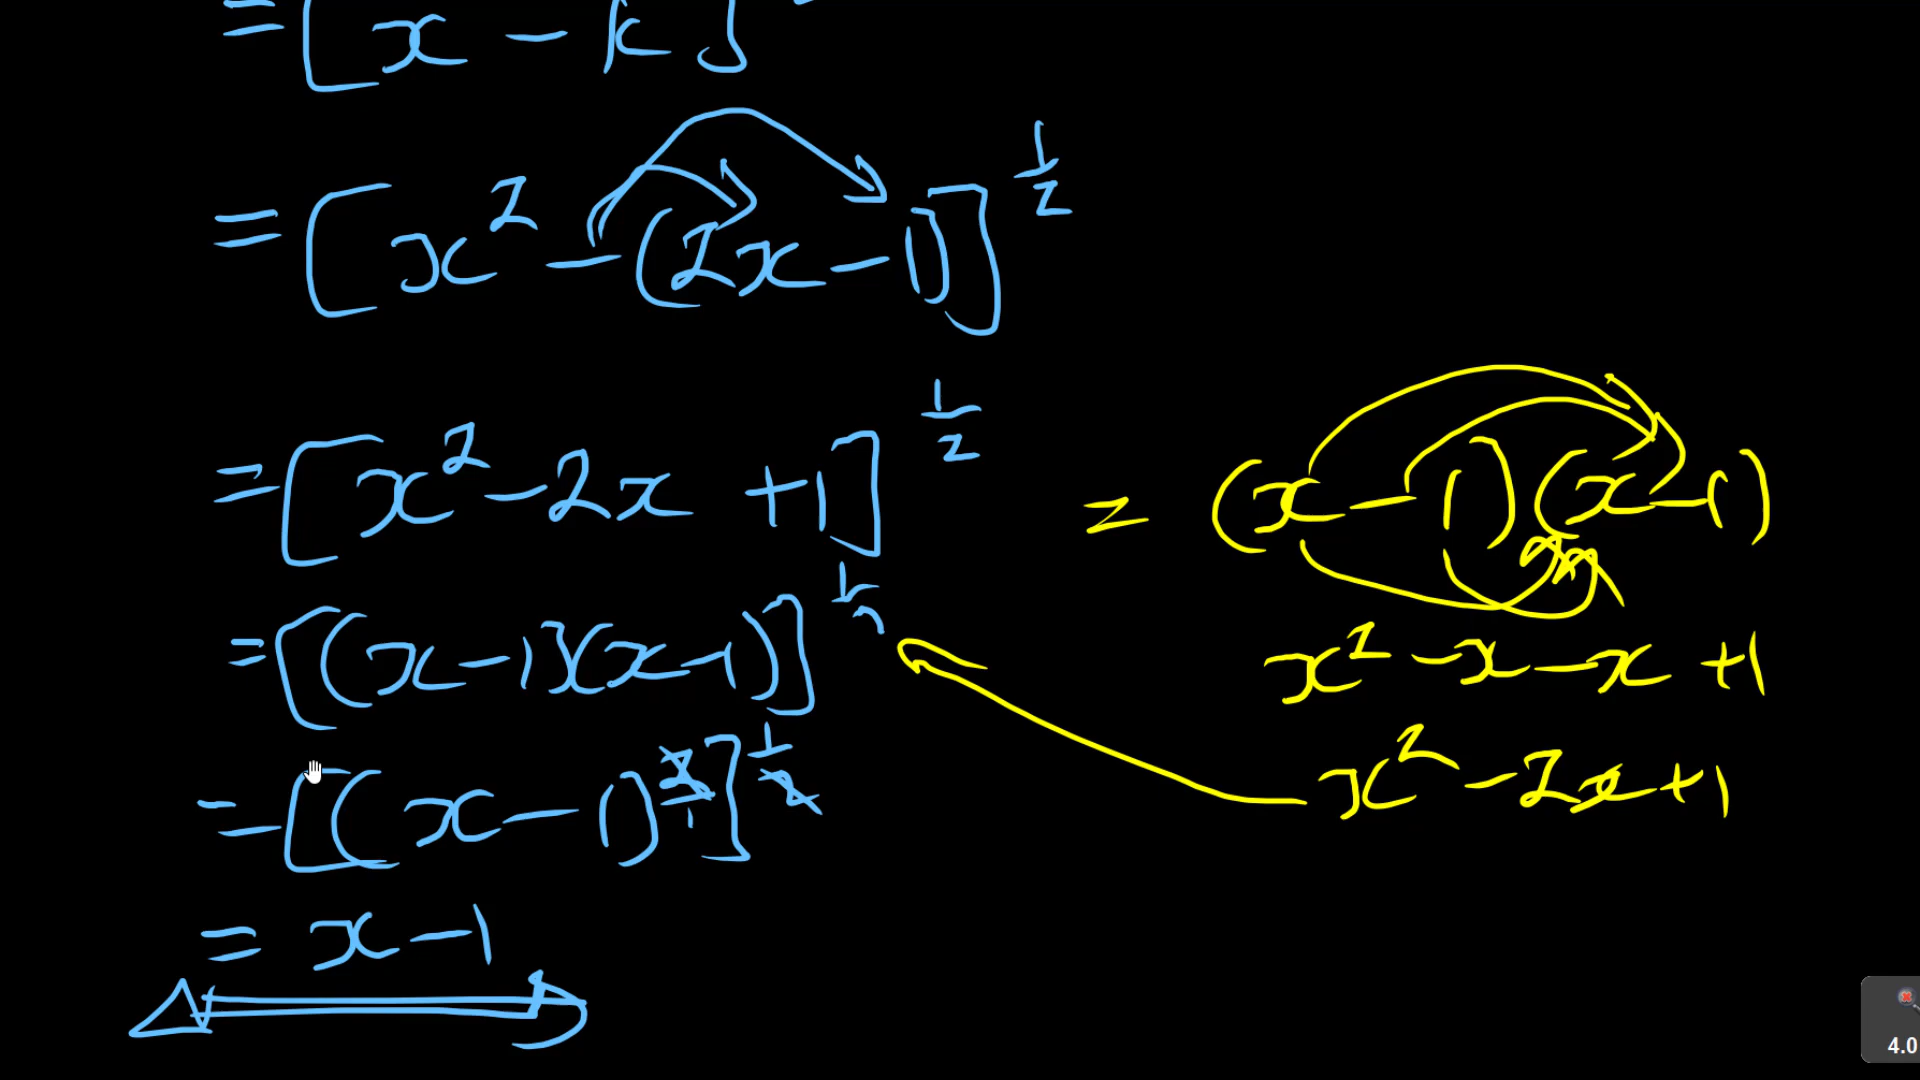 = [x - k]
= [x² - (2x - 1)]^(1/2)
= [x² - 2x + 1]^(1/2)
= [(x - 1)(x - 1)]^(1/2)
= [(x - 1)^(2/1)]^(1/2)
= x - 1
= (x - 1)(x - 1)
x² - x - x + 1
x² - 2x + 1
4.0